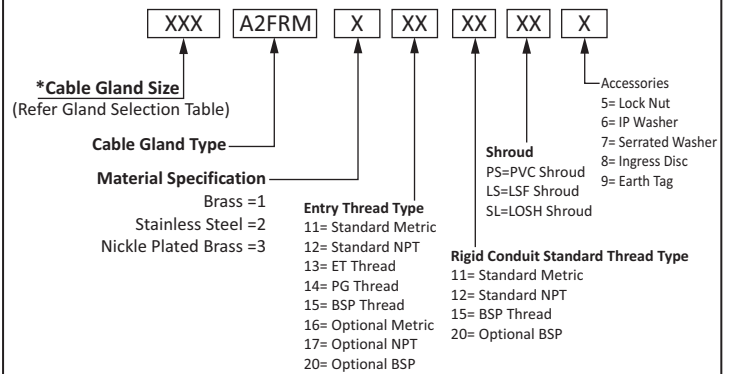 XXX A2FRM X XX XX XX X
*Cable Gland Size
(Refer Gland Selection Table)
Cable Gland Type
Material Specification
Brass =1
Stainless Steel =2
Nickle Plated Brass =3
Entry Thread Type
11= Standard Metric
12= Standard NPT
13= ET Thread
14= PG Thread
15= BSP Thread
16= Optional Metric
17= Optional NPT
20= Optional BSP
Rigid Conduit Standard Thread Type
11= Standard Metric
12= Standard NPT
15= BSP Thread
20= Optional BSP
Shroud
PS=PVC Shroud
LS=LSF Shroud
SL=LOSH Shroud
Accessories
5= Lock Nut
6= IP Washer
7= Serrated Washer
8= Ingress Disc
9= Earth Tag